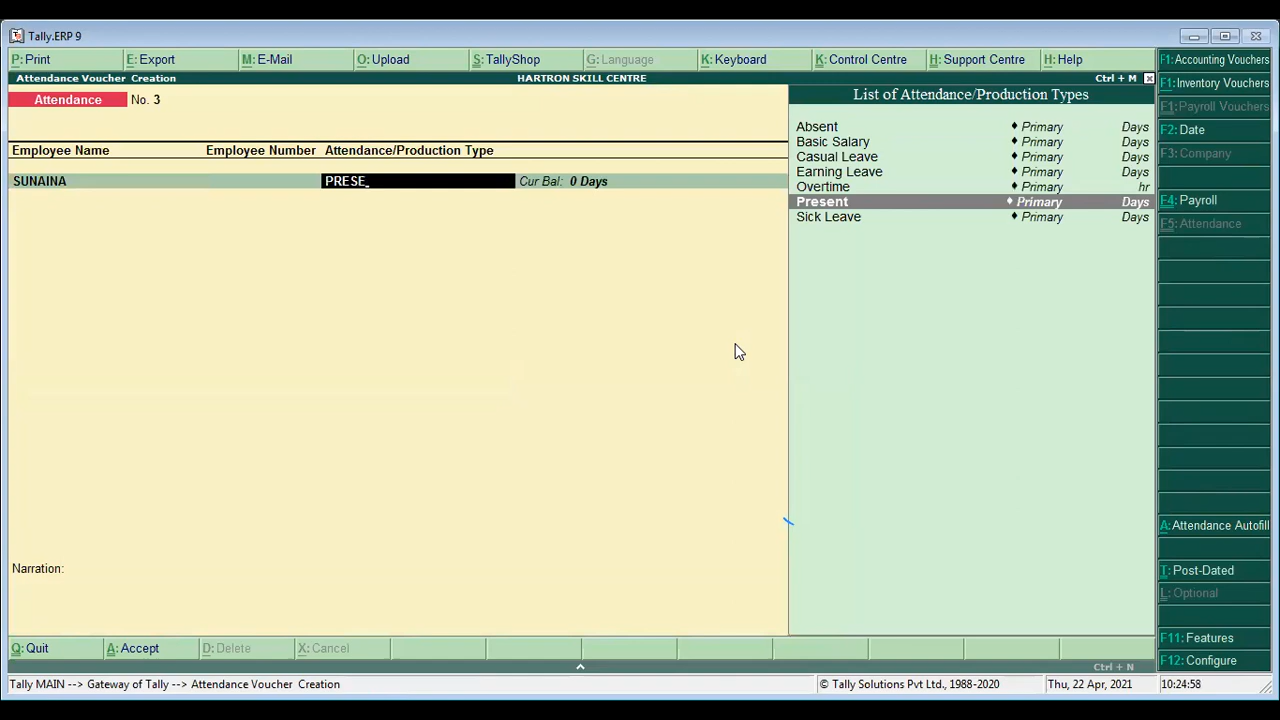 Tally.ERP 9
P: Print E: Export M: E-Mail O: Upload S: TallyShop G: Language K: Keyboard K: Control Centre H: Support Centre H: Help
Attendance Voucher Creation HARTRON SKILL CENTRE Ctrl + M
Attendance No. 3
Employee Name Employee Number Attendance/Production Type
SUNAINA PRESE Cur Bal: 0 Days
List of Attendance/Production Types
Absent ♦ Primary Days
Basic Salary ♦ Primary Days
Casual Leave ♦ Primary Days
Earning Leave ♦ Primary Days
Overtime ♦ Primary hr
Present ♦ Primary Days
Sick Leave ♦ Primary Days
F1: Accounting Vouchers
F1: Inventory Vouchers
F1: Payroll Vouchers
F2: Date
F3: Company
F4: Payroll
F5: Attendance
A: Attendance Autofill
T: Post-Dated
L: Optional
F11: Features
F12: Configure
Narration:
Q: Quit A: Accept D: Delete X: Cancel
Ctrl + N
Tally MAIN --> Gateway of Tally --> Attendance Voucher Creation © Tally Solutions Pvt Ltd., 1988-2020 Thu, 22 Apr, 2021 10:24:58